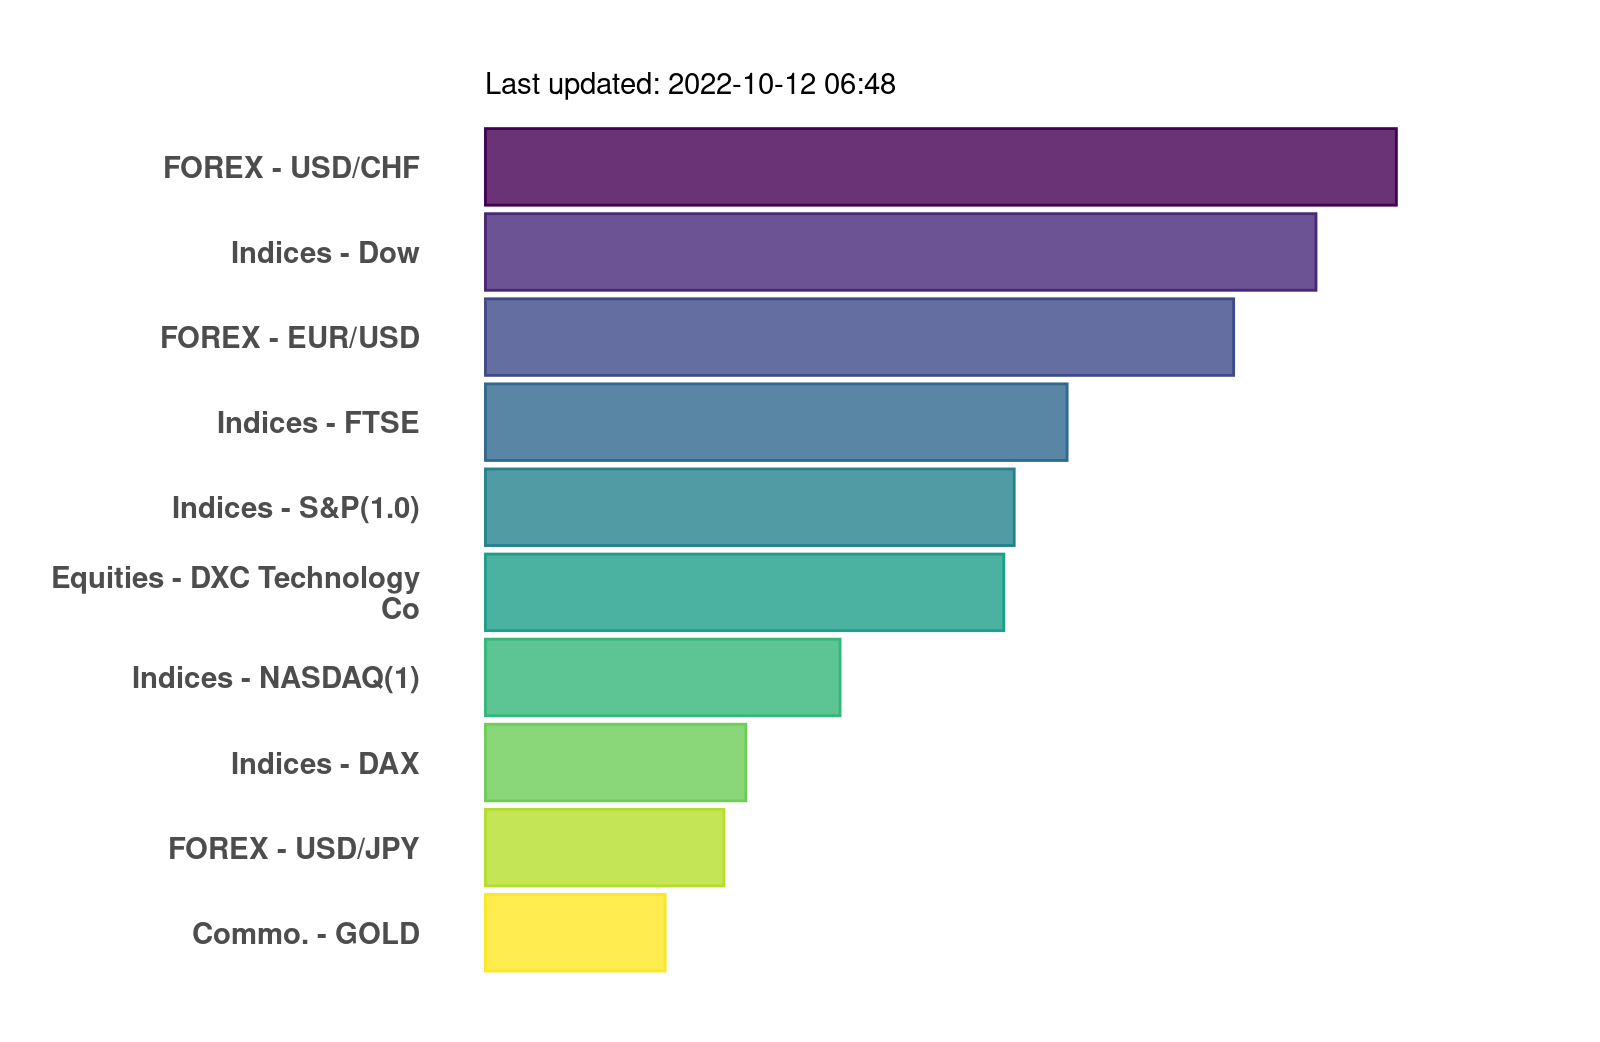 Last updated: 2022-10-12 06:48
FOREX - USD/CHF
Indices - Dow
FOREX - EUR/USD
Indices - FTSE
Indices - S&P(1.0)
Equities - DXC Technology
Co
Indices - NASDAQ(1)
Indices - DAX
FOREX - USD/JPY
Commo. - GOLD